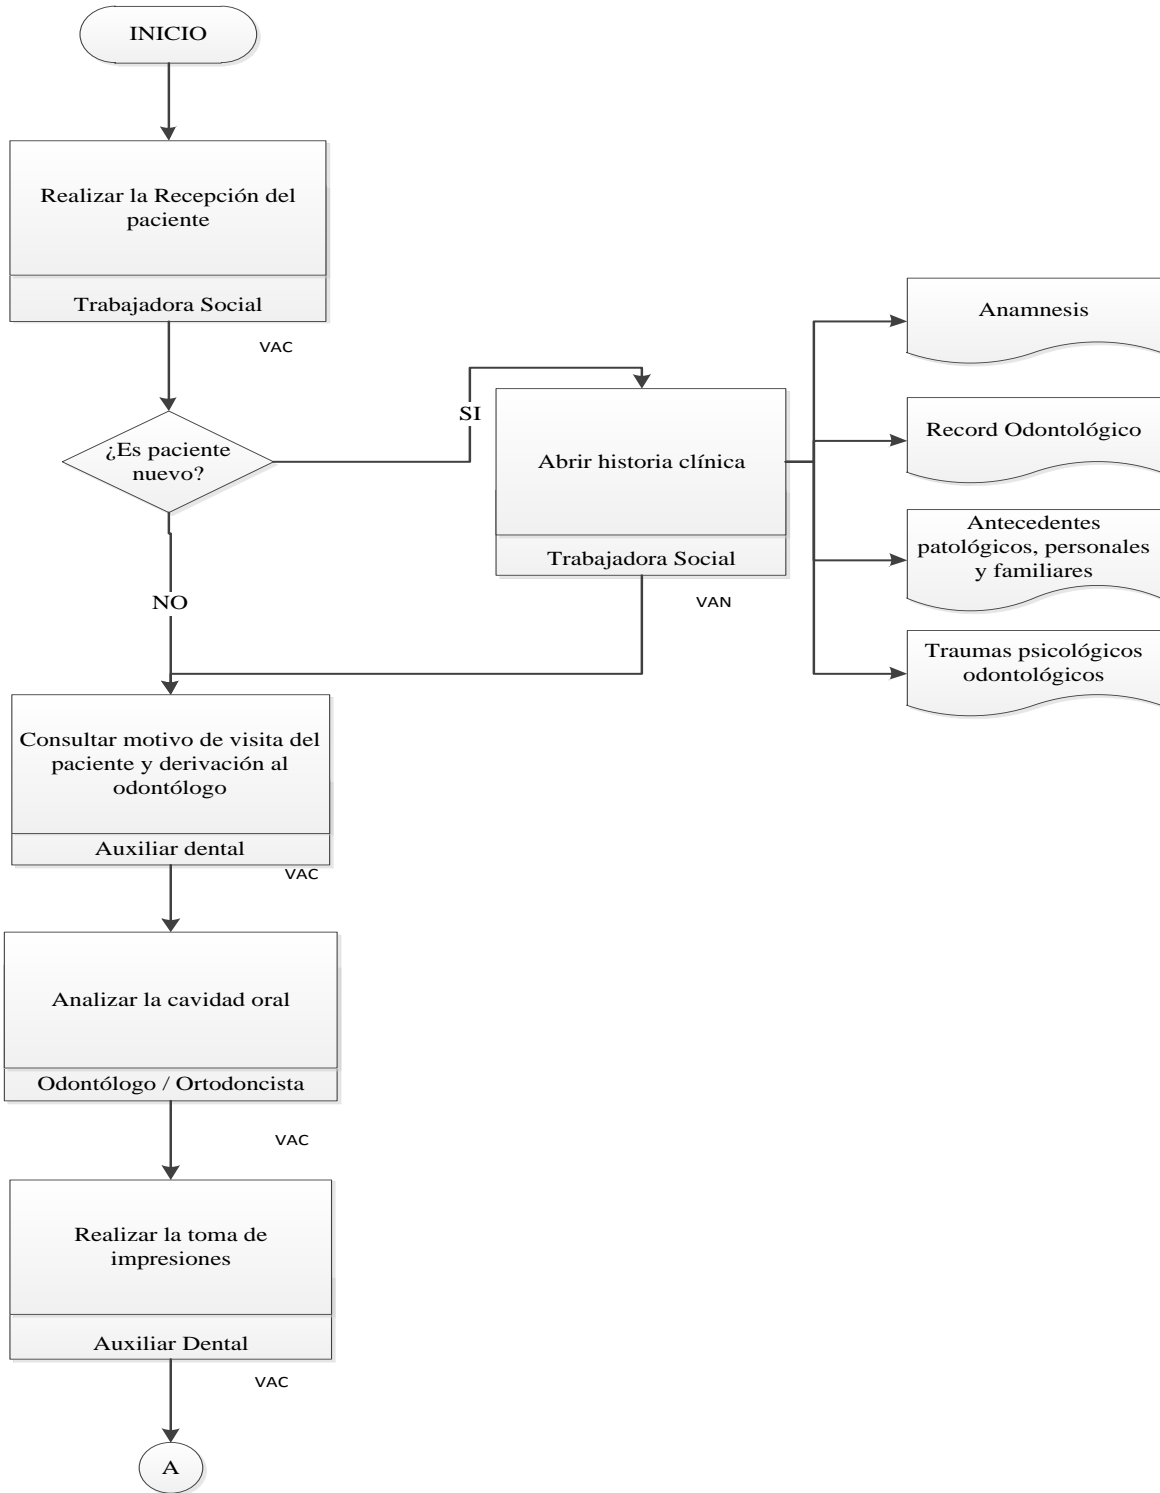 INICIO
Realizar la Recepción del
paciente
Trabajadora Social
VAC
¿Es paciente
nuevo?
SI
NO
Abrir historia clínica
Trabajadora Social
VAN
Anamnesis
Record Odontológico
Antecedentes
patológicos, personales
y familiares
Traumas psicológicos
odontológicos
Consultar motivo de visita del
paciente y derivación al
odontólogo
Auxiliar dental
VAC
Analizar la cavidad oral
Odontólogo / Ortodoncista
VAC
Realizar la toma de
impresiones
Auxiliar Dental
VAC
A